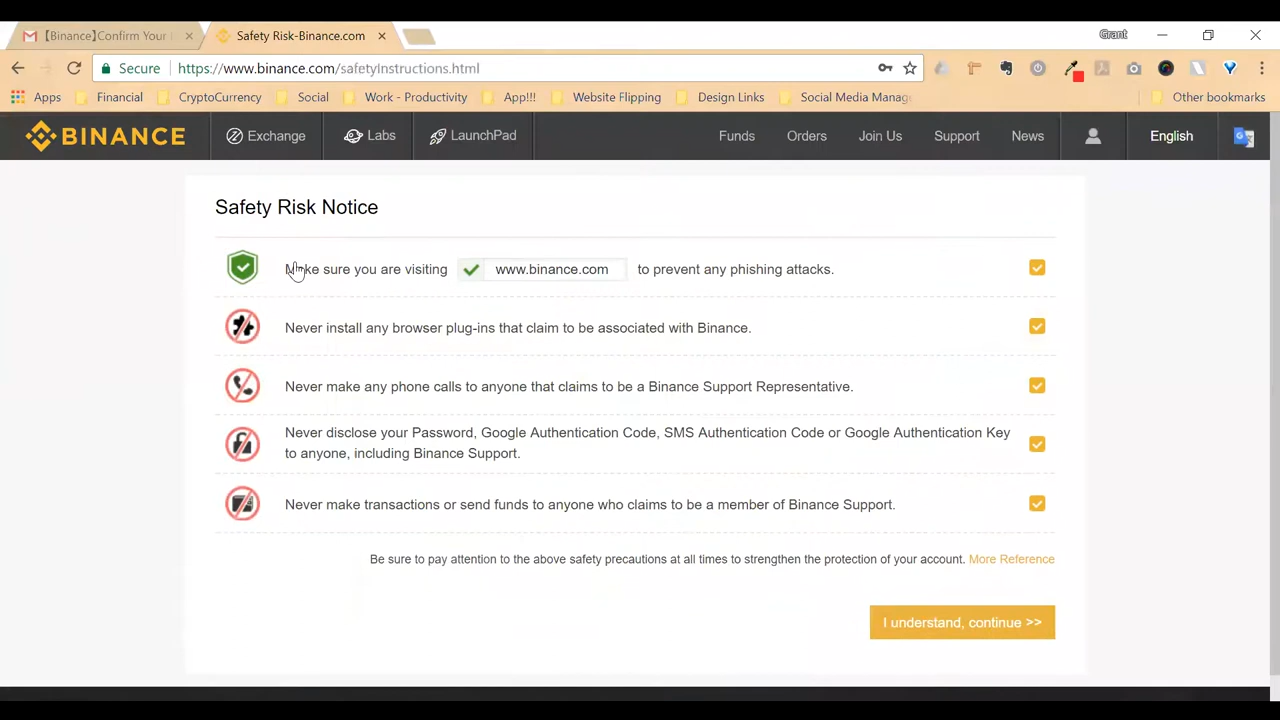 【Binance】Confirm Your
Safety Risk-Binance.com
Grant
Secure
https://www.binance.com/safetyInstructions.html
Apps
Financial
CryptoCurrency
Social
Work - Productivity
App!!!
Website Flipping
Design Links
Social Media Manag
Other bookmarks
BINANCE
Exchange
Labs
LaunchPad
Funds
Orders
Join Us
Support
News
English
Safety Risk Notice
Make sure you are visiting www.binance.com to prevent any phishing attacks.
Never install any browser plug-ins that claim to be associated with Binance.
Never make any phone calls to anyone that claims to be a Binance Support Representative.
Never disclose your Password, Google Authentication Code, SMS Authentication Code or Google Authentication Key
to anyone, including Binance Support.
Never make transactions or send funds to anyone who claims to be a member of Binance Support.
Be sure to pay attention to the above safety precautions at all times to strengthen the protection of your account. More Reference
I understand, continue >>